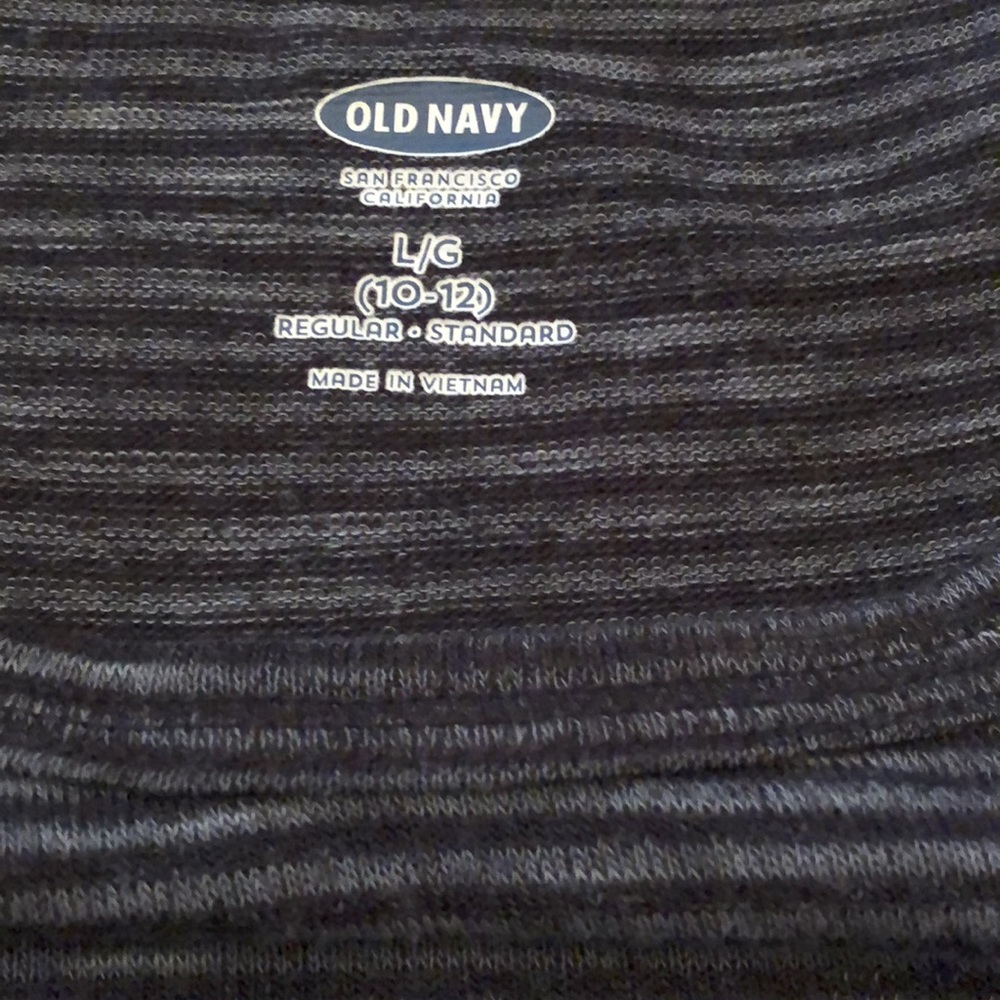 OLD NAVY
SAN FRANCISCO
CALIFORNIA
L/G
(10-12)
REGULAR • STANDARD
MADE IN VIETNAM